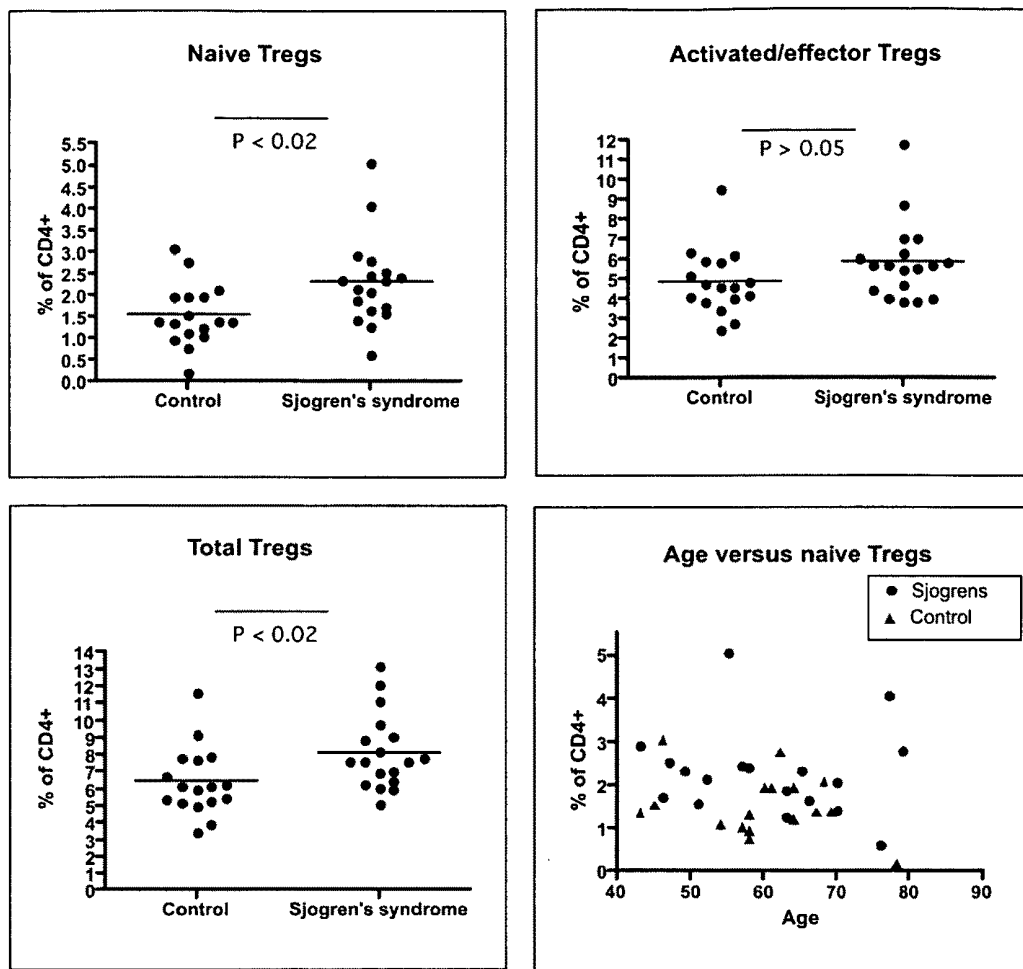 Naive Tregs
P < 0.02
% of CD4+
5.5
5.0
4.5
4.0
3.5
3.0
2.5
2.0
1.5
1.0
0.5
0.0
Control
Sjogren's syndrome
Activated/effector Tregs
P > 0.05
% of CD4+
12
11
10
9
8
7
6
5
4
3
2
1
0
Control
Sjogren's syndrome
Total Tregs
P < 0.02
% of CD4+
14
13
12
11
10
9
8
7
6
5
4
3
2
1
0
Control
Sjogren's syndrome
Age versus naive Tregs
Sjogrens
Control
% of CD4+
5
4
3
2
1
0
40
50
60
70
80
90
Age